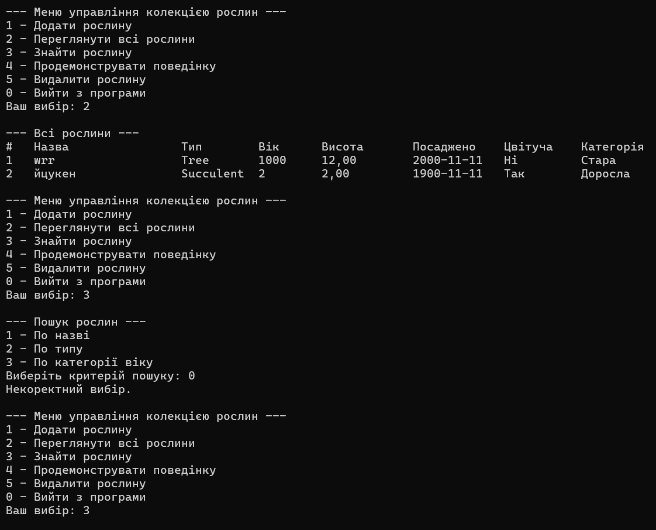 --- Меню управління колекцією рослин ---
1 - Додати рослину
2 - Переглянути всі рослини
3 - Знайти рослину
4 - Продемонструвати поведінку
5 - Видалити рослину
0 - Вийти з програми
Ваш вибір: 2
--- Всі рослини ---
# Назва Тип Вік Висота Посаджено Цвітуча Категорія
1 wrr Tree 1000 12,00 2000-11-11 Ні Стара
2 йцукен Succulent 2 2,00 1900-11-11 Так Доросла
--- Меню управління колекцією рослин ---
1 - Додати рослину
2 - Переглянути всі рослини
3 - Знайти рослину
4 - Продемонструвати поведінку
5 - Видалити рослину
0 - Вийти з програми
Ваш вибір: 3
--- Пошук рослин ---
1 - По назві
2 - По типу
3 - По категорії віку
Виберіть критерій пошуку: 0
Некоректний вибір.
--- Меню управління колекцією рослин ---
1 - Додати рослину
2 - Переглянути всі рослини
3 - Знайти рослину
4 - Продемонструвати поведінку
5 - Видалити рослину
0 - Вийти з програми
Ваш вибір: 3